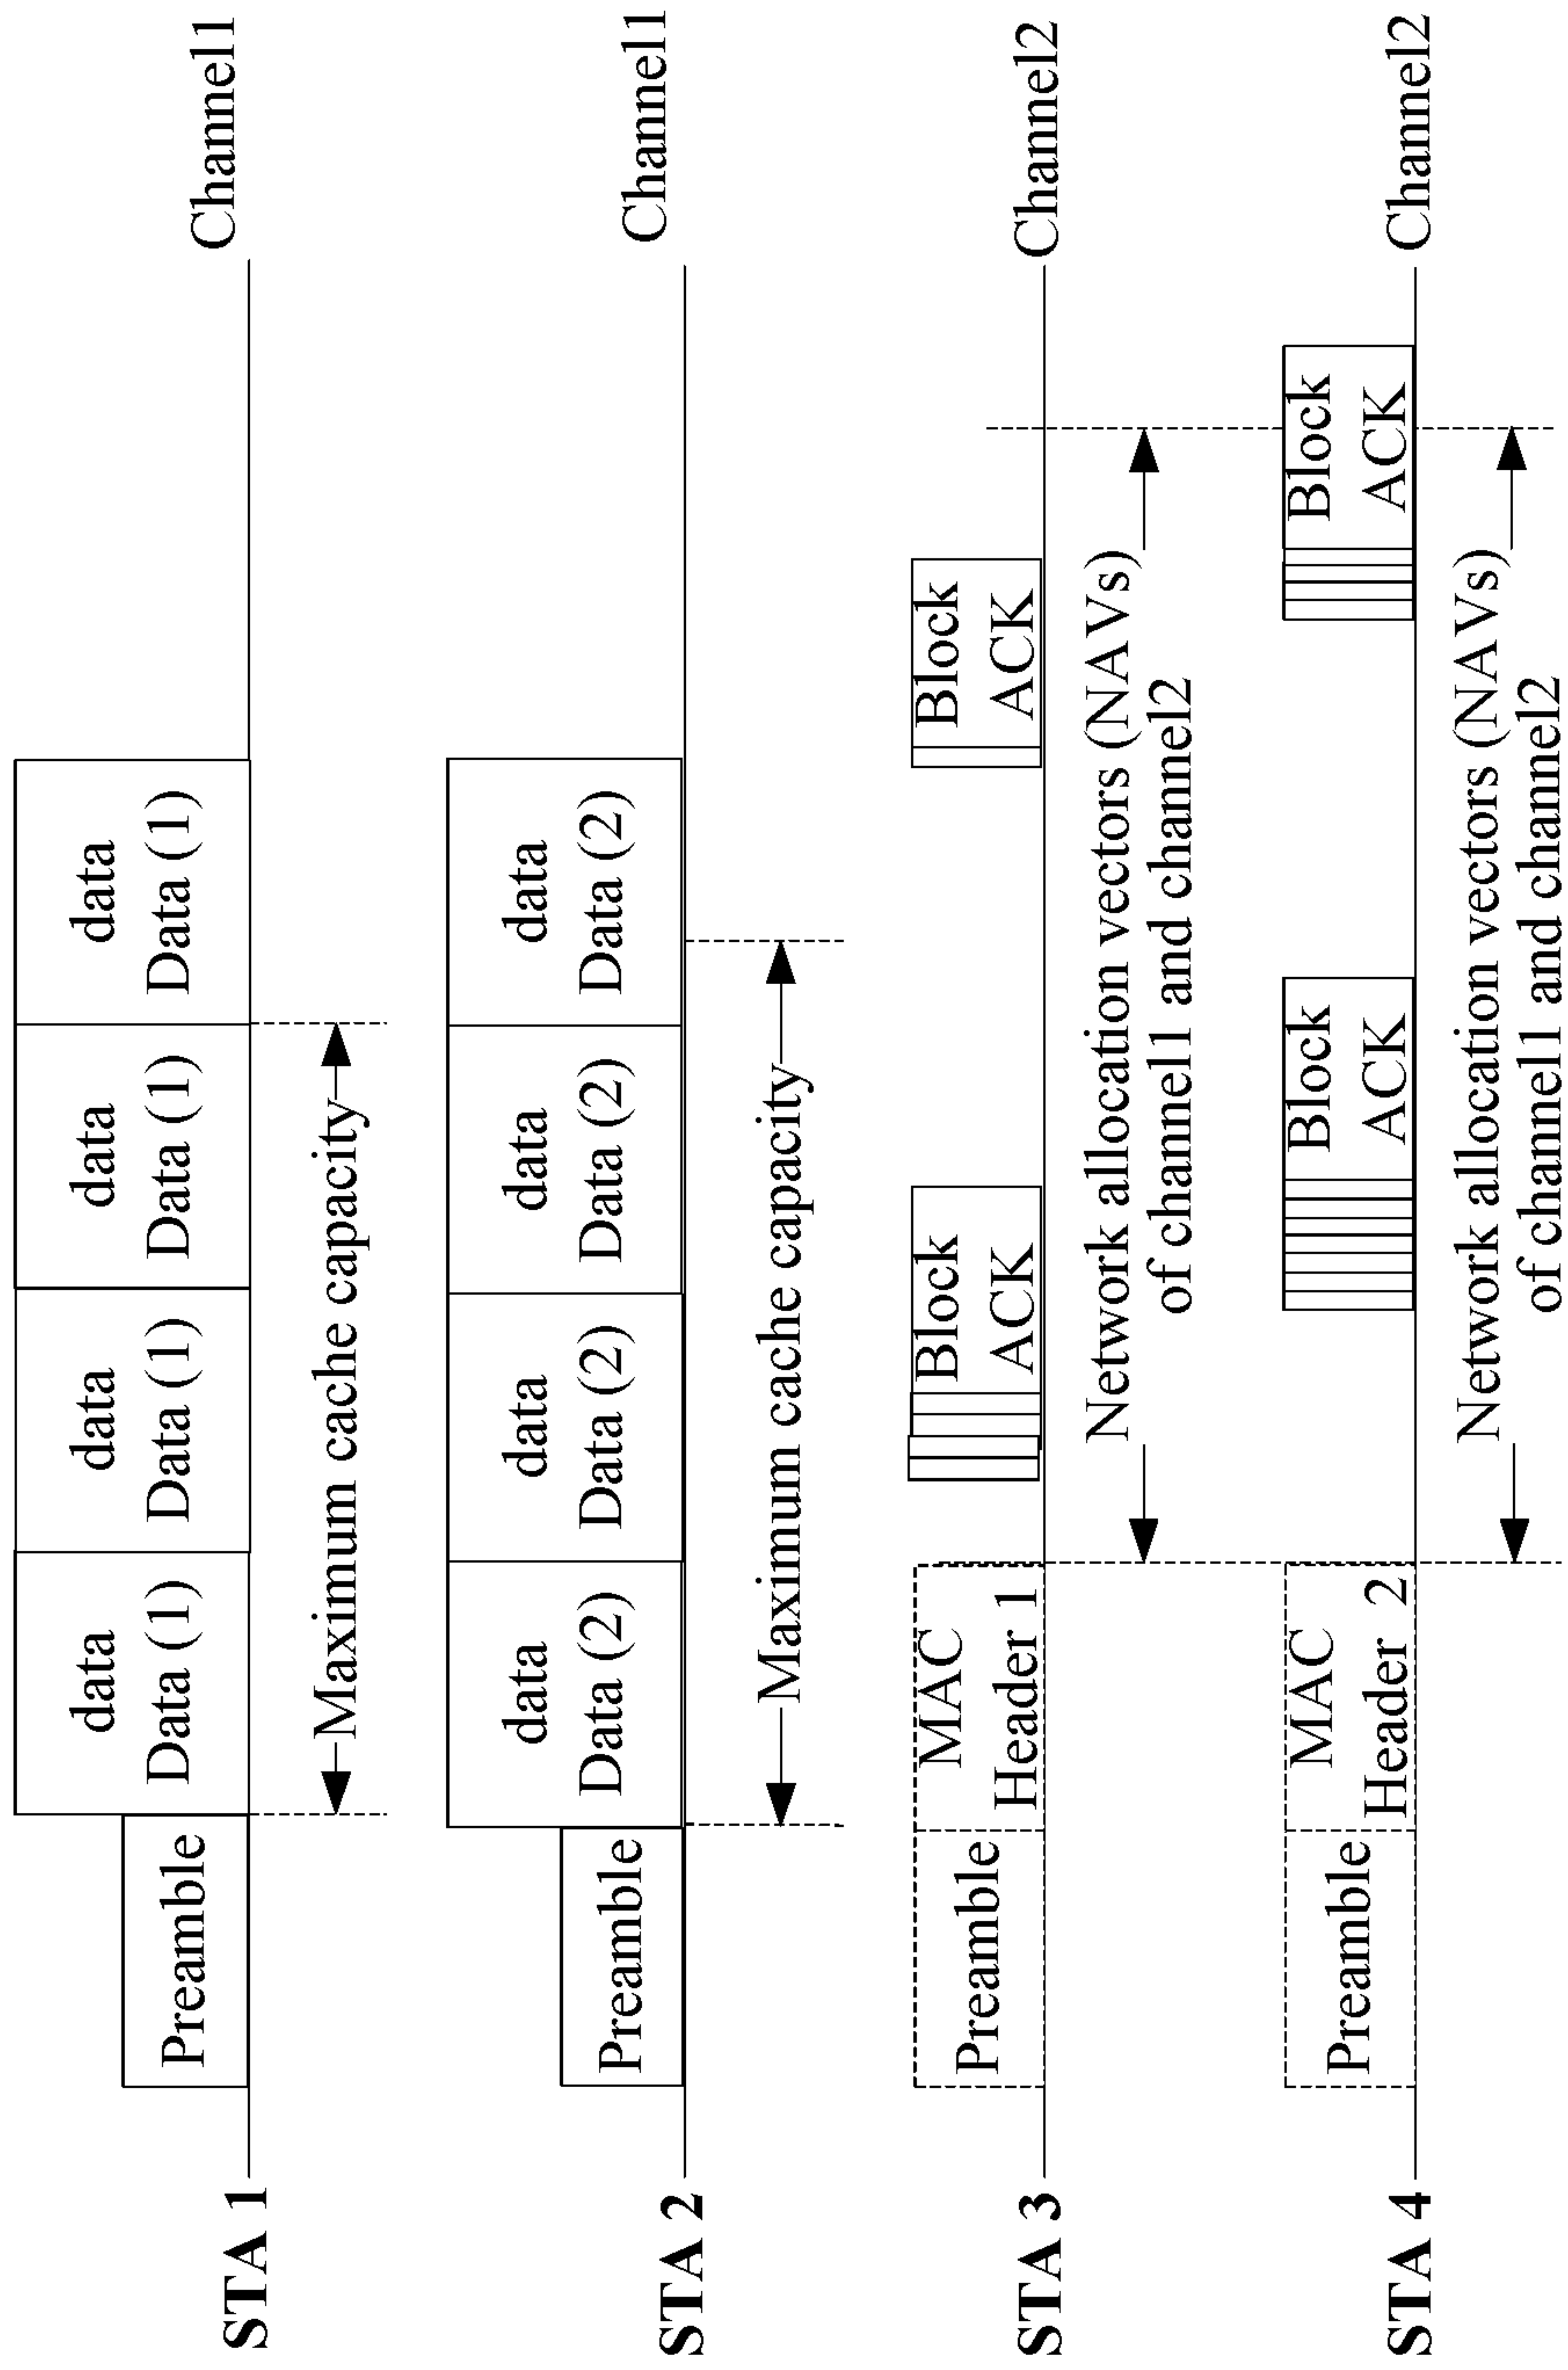 STA 1
Preamble
data
Data (1)
data
Data (1)
data
Data (1)
data
Data (1)
Channel1
Maximum cache capacity
STA 2
Preamble
data
Data (2)
data
Data (2)
data
Data (2)
data
Data (2)
Channel1
Maximum cache capacity
STA 3
Preamble
MAC
Header 1
Block
ACK
Block
ACK
Channel2
Network allocation vectors (NAVs)
of channel1 and channel2
STA 4
Preamble
MAC
Header 2
Block
ACK
Block
ACK
Channel2
Network allocation vectors (NAVs)
of channel1 and channel2